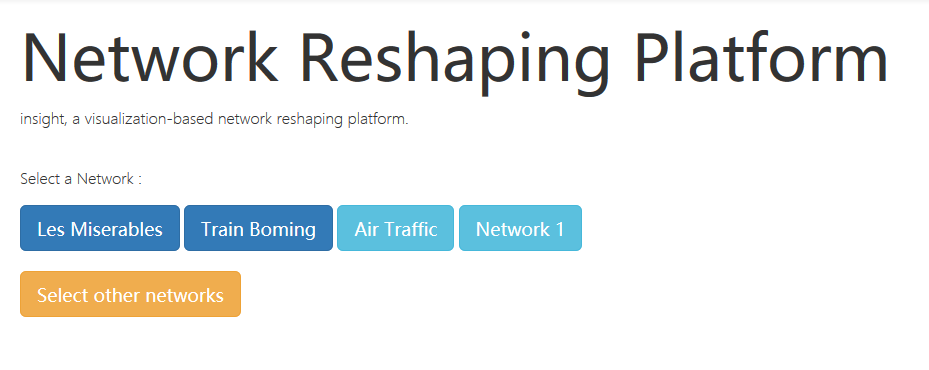 Network Reshaping Platform
insight, a visualization-based network reshaping platform.
Select a Network :
Les Miserables Train Boming Air Traffic Network 1
Select other networks